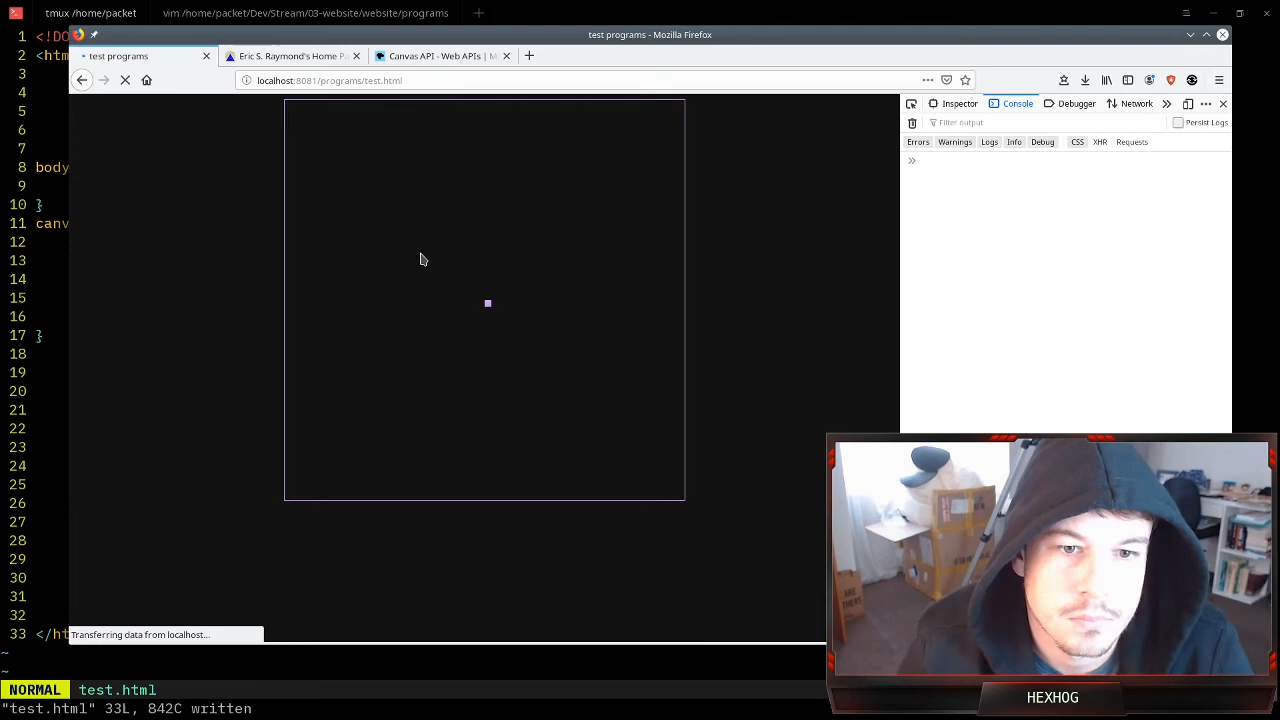 tmux /home/packet
vim /home/packet/Dev/Stream/03-website/website/programs
test programs - Mozilla Firefox
test programs
Eric S. Raymond's Home Pa
Canvas API - Web APIs | M
localhost:8081/programs/test.html
Inspector
Console
Debugger
Network
Filter output
Persist Logs
Errors
Warnings
Logs
Info
Debug
CSS
XHR
Requests
»
1 <!DO
2 <htm
3
4
5
6
7
8 body
9
10 }
11 canv
12
13
14
15
16
17 }
18
19
20
21
22
23
24
25
26
27
28
29
30
31
32
33 </ht
~
~
Transferring data from localhost...
NORMAL test.html
"test.html" 33L, 842C written
HEXHOG